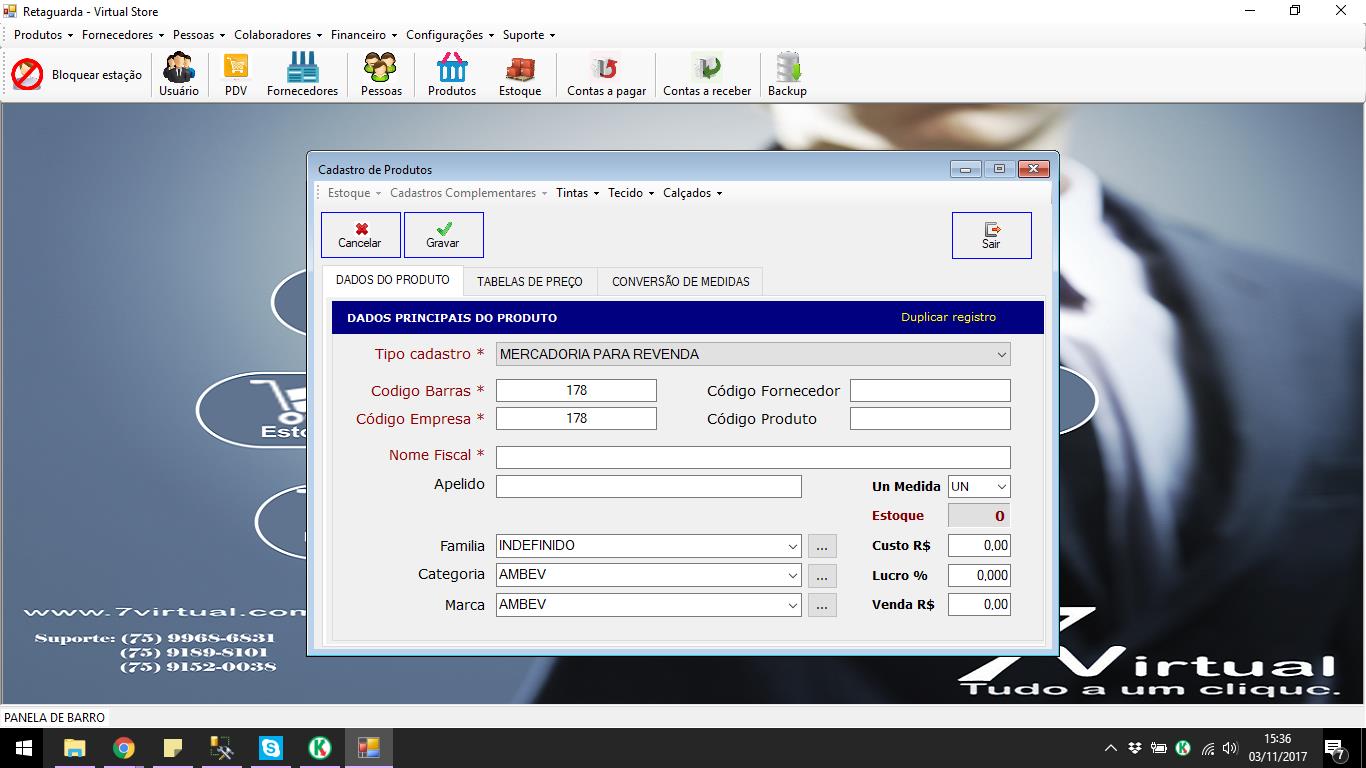 Retaguarda - Virtual Store
Produtos Fornecedores Pessoas Colaboradores Financeiro Configurações Suporte
Bloquear estação Usuário PDV Fornecedores Pessoas Produtos Estoque Contas a pagar Contas a receber Backup
Cadastro de Produtos
Estoque Cadastros Complementares Tintas Tecido Calçados
Cancelar Gravar Sair
DADOS DO PRODUTO TABELAS DE PREÇO CONVERSÃO DE MEDIDAS
DADOS PRINCIPAIS DO PRODUTO Duplicar registro
Tipo cadastro * MERCADORIA PARA REVENDA
Codigo Barras * 178 Código Fornecedor
Código Empresa * 178 Código Produto
Nome Fiscal *
Apelido Un Medida UN
Estoque 0
Familia INDEFINIDO ... Custo R$ 0,00
Categoria AMBEV ... Lucro % 0,000
Marca AMBEV ... Venda R$ 0,00
www.7virtual.com
Suporte: (75) 9968-6831
(75) 9189-8101
(75) 9152-0038
7 Virtual
Tudo a um clique.
PANELA DE BARRO
15:36
03/11/2017
7